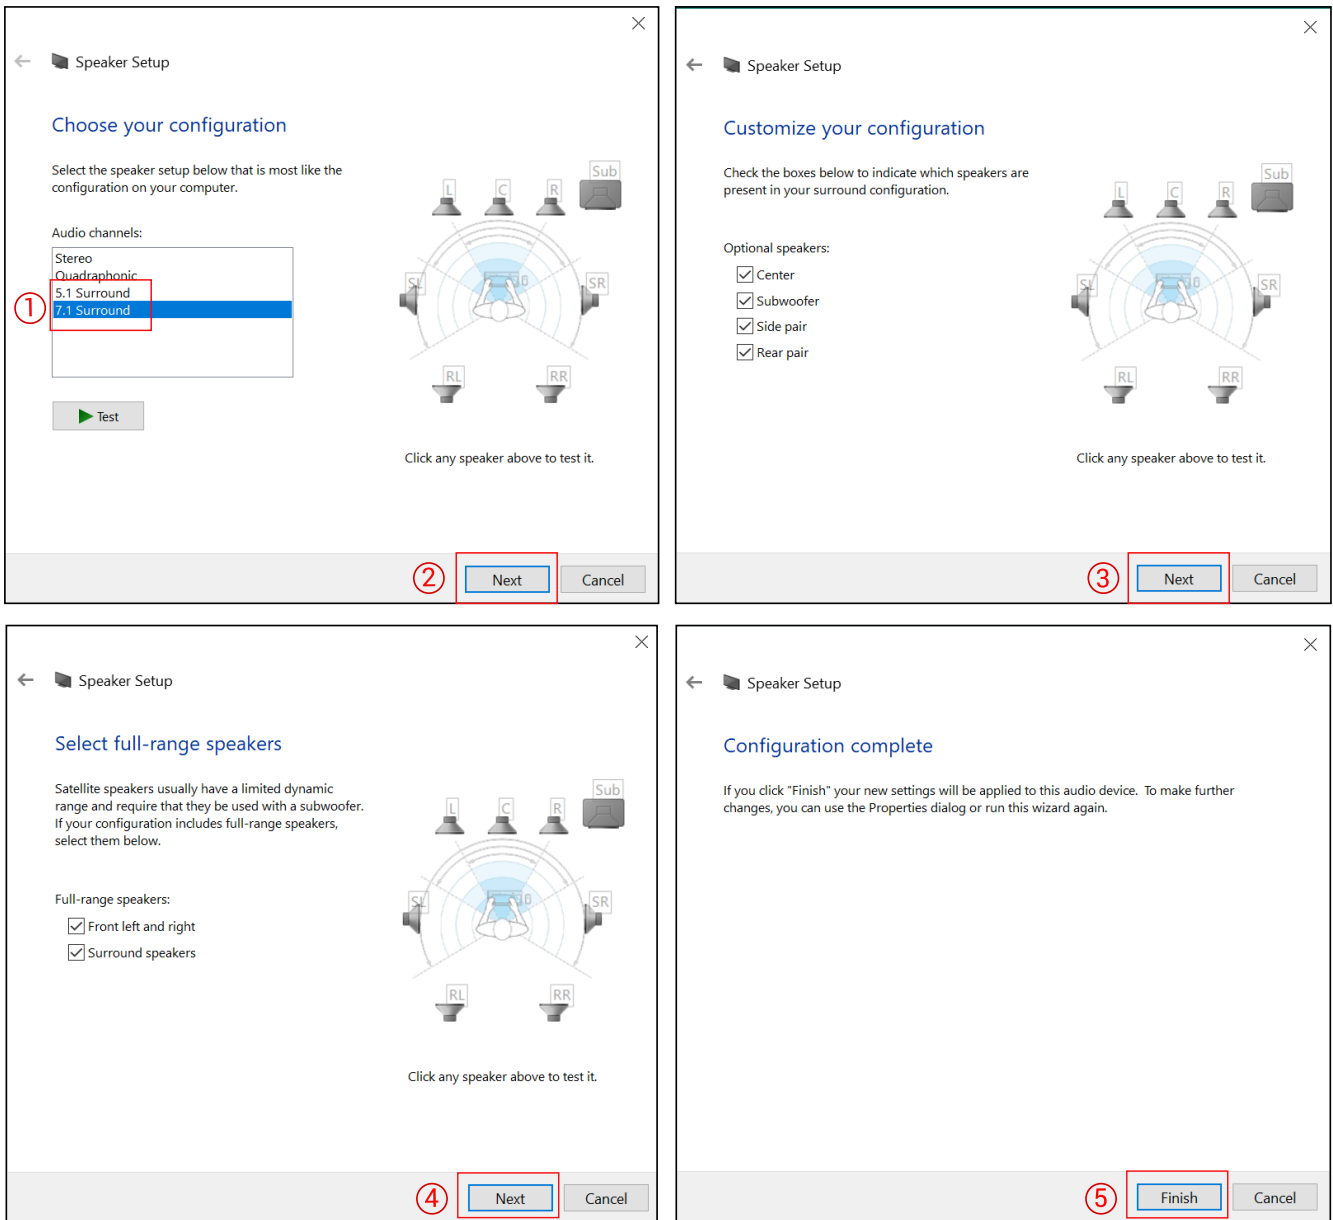 Speaker Setup
Choose your configuration
Select the speaker setup below that is most like the
configuration on your computer.
Audio channels:
Stereo
Quadraphonic
① 5.1 Surround
7.1 Surround
Test
L C R Sub
SL SR
RL RR
Click any speaker above to test it.
② Next Cancel
Speaker Setup
Customize your configuration
Check the boxes below to indicate which speakers are
present in your surround configuration.
Optional speakers:
Center
Subwoofer
Side pair
Rear pair
L C R Sub
SL SR
RL RR
Click any speaker above to test it.
③ Next Cancel
Speaker Setup
Select full-range speakers
Satellite speakers usually have a limited dynamic
range and require that they be used with a subwoofer.
If your configuration includes full-range speakers,
select them below.
Full-range speakers:
Front left and right
Surround speakers
L C R Sub
SL SR
RL RR
Click any speaker above to test it.
④ Next Cancel
Speaker Setup
Configuration complete
If you click "Finish" your new settings will be applied to this audio device. To make further
changes, you can use the Properties dialog or run this wizard again.
⑤ Finish Cancel